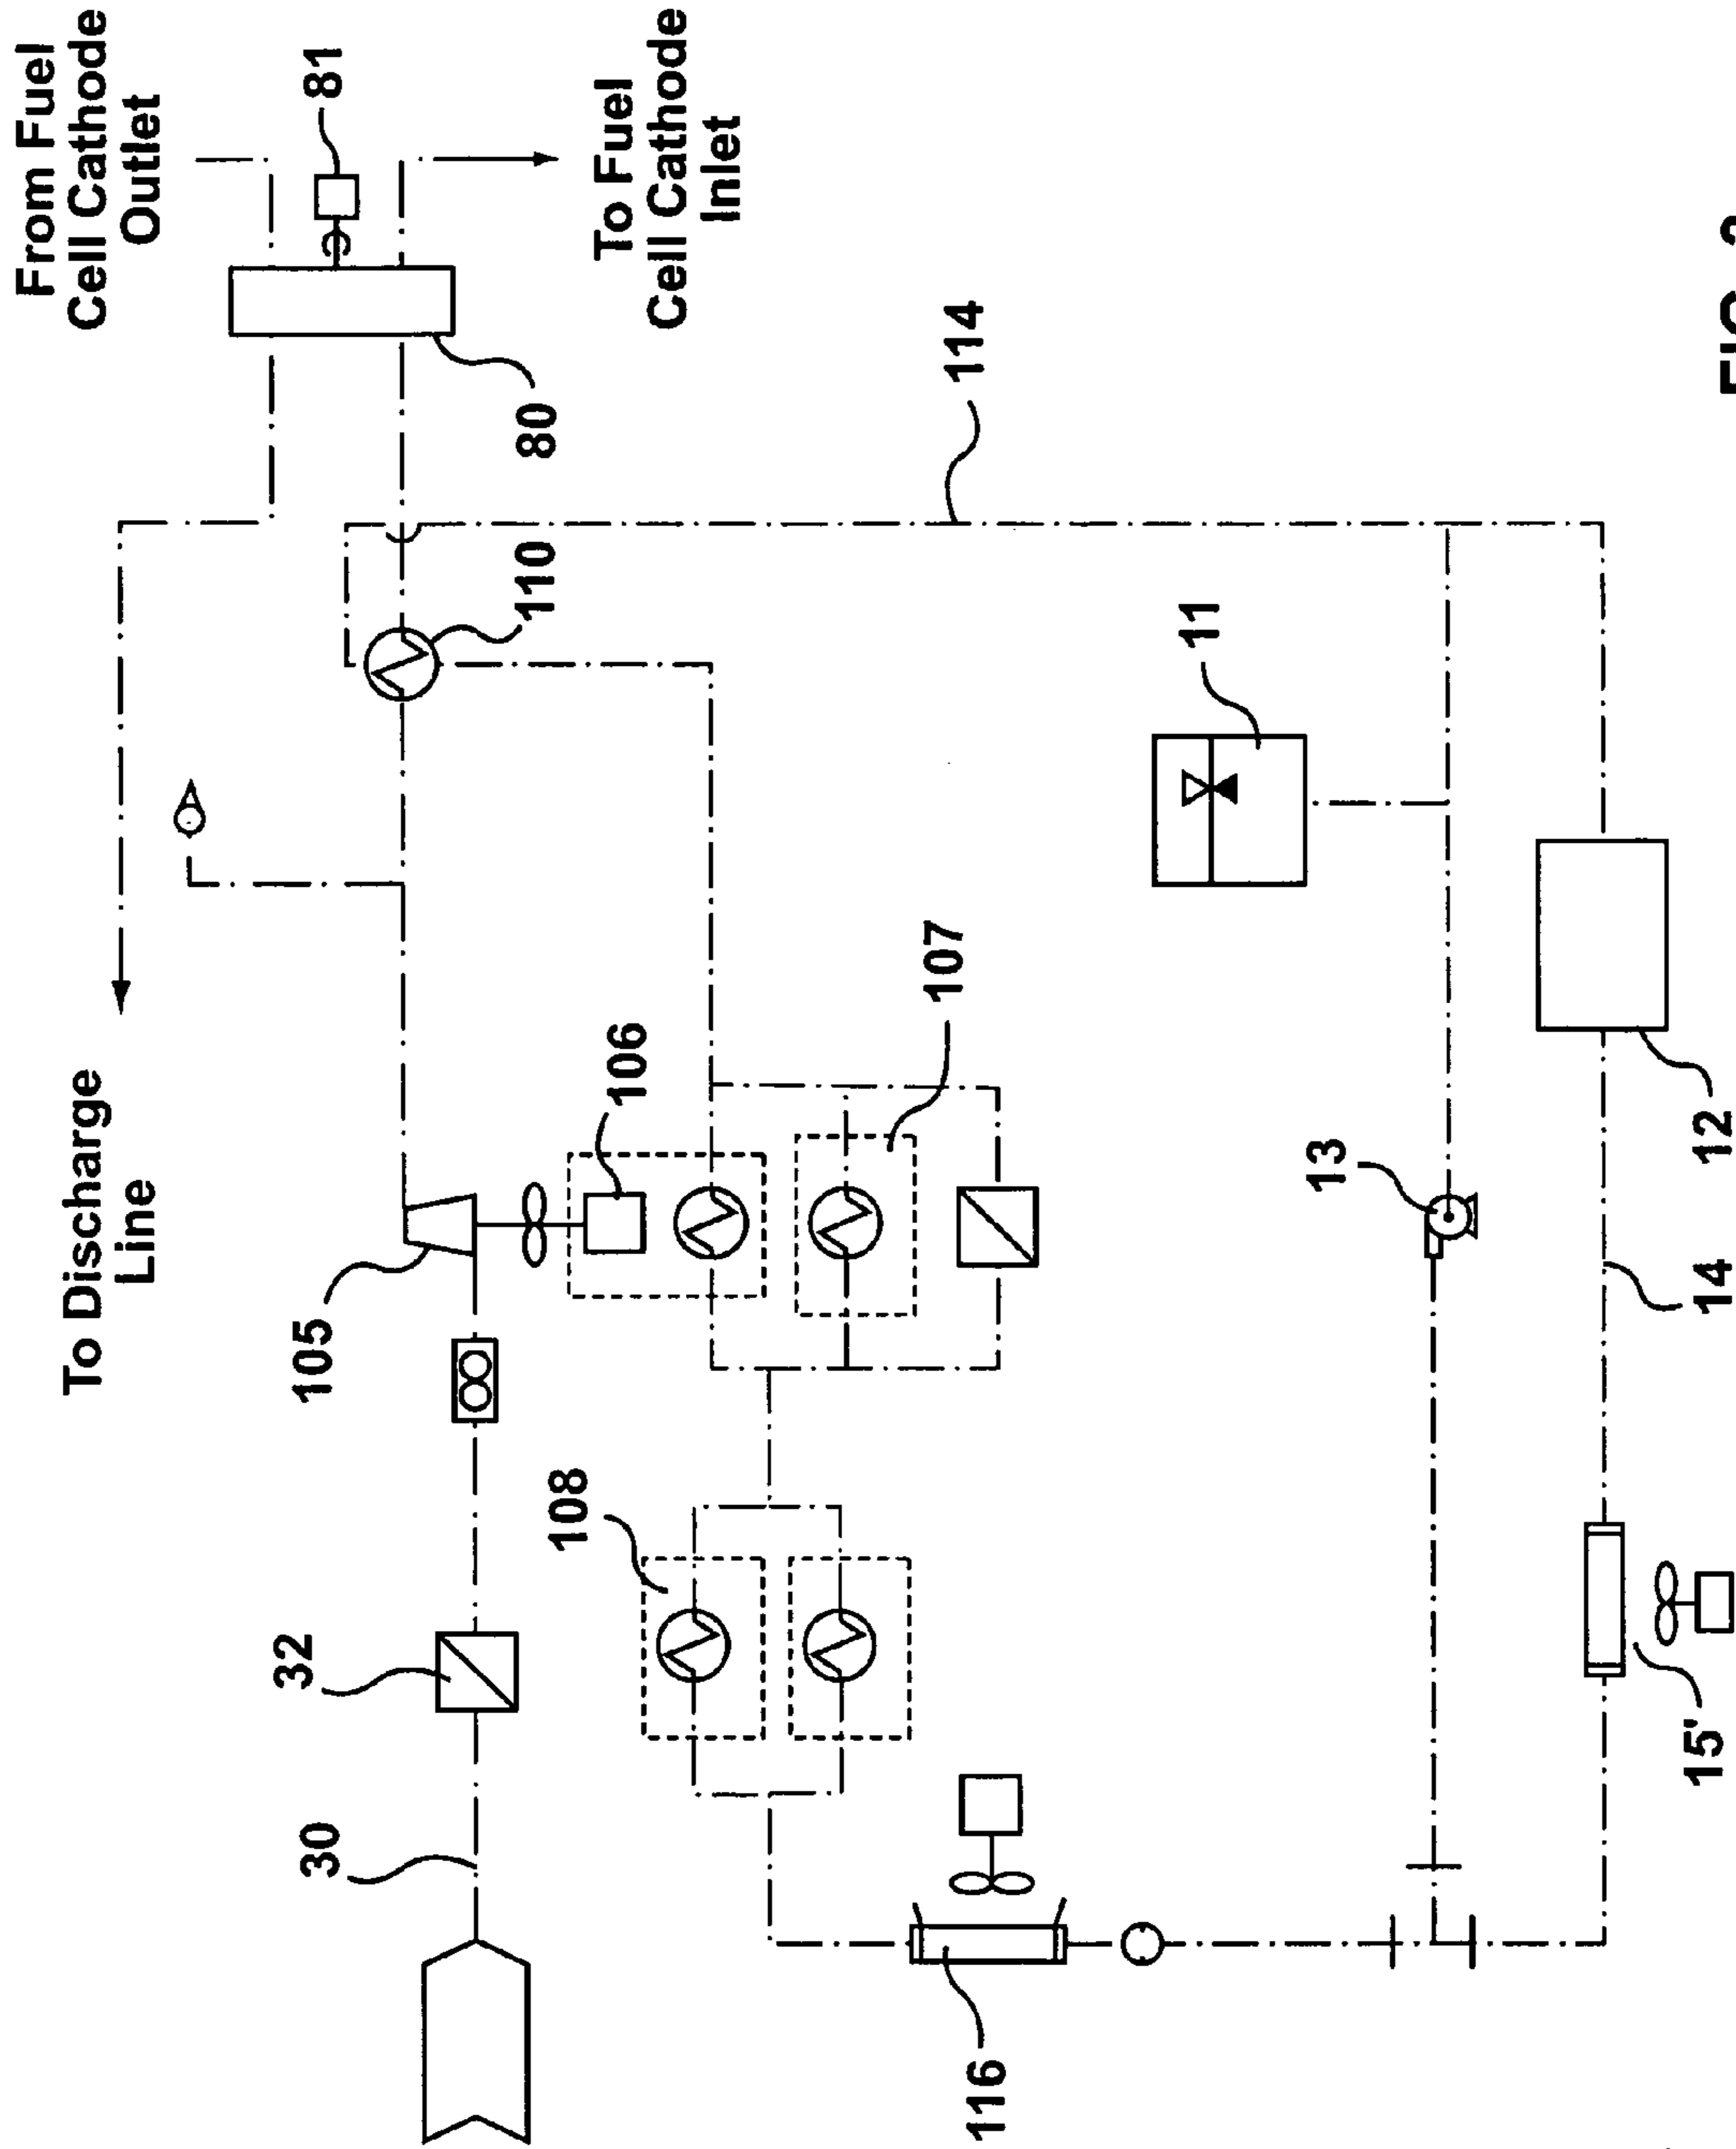 From Fuel
Cell Cathode
Outlet
81
To Fuel
Cell Cathode
Inlet
80
114
110
11
To Discharge
Line
107
106
105
12
13
14
108
32
15'
30
116